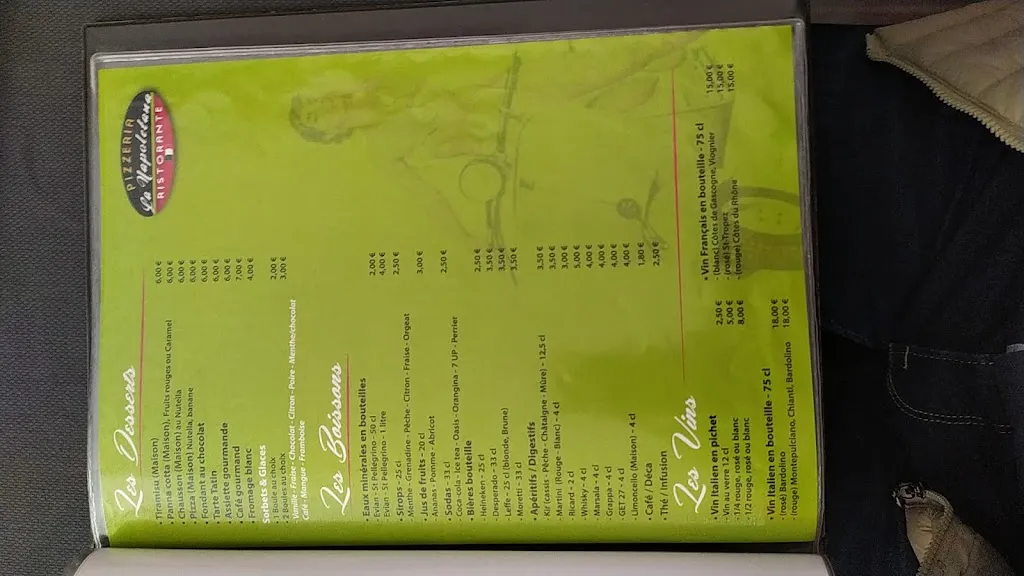 PIZZERIA
La Napoletana
RISTORANTE
Les Desserts
• Tiramisu (Maison) 6,00 €
• Panna cotta (Maison), Fruits rouges ou Caramel 6,00 €
• Chausson (Maison) au Nutella 6,00 €
• Pizza (Maison) Nutella, banane 6,00 €
• Fondant au chocolat 6,00 €
• Tarte Tatin 6,00 €
• Assiette gourmande 6,00 €
• Café gourmand 7,00 €
• Fromage blanc 4,00 €
Sorbets & Glaces
• 1 Boule au choix 2,00 €
• 2 Boules au choix 3,00 €
Vanille - Fraise - Chocolat - Citron - Poire - Menthe/chocolat
Café - Mangue - Framboise
Les Boissons
Eaux minérales en bouteilles
Evian - St Pellegrino - 50 cl 2,00 €
Evian - St Pellegrino - 1 litre 4,00 €
• Sirops - 25 cl 2,50 €
Menthe - Grenadine - Pêche - Citron - Fraise - Orgeat
• Jus de fruits - 20 cl 3,00 €
Ananas - Pomme - Abricot
• Sodas - 33 cl 2,50 €
Coca-cola - Ice tea - Oasis - Orangina - 7 UP - Perrier
• Bières bouteille
Heineken - 25 cl 2,50 €
Desperado - 33 cl 3,50 €
Leffe - 25 cl (blonde, Brune) 3,50 €
Moretti - 33 cl 3,50 €
• Apéritifs / Digestifs
Kir (cassis - Pêche - Châtaigne - Mûre) - 12,5 cl 3,50 €
Martini (Rouge - Blanc) - 4 cl 3,50 €
Ricard - 2 cl 3,00 €
Whisky - 4 cl 5,00 €
Marsala - 4 cl 4,00 €
Grappa - 4 cl 4,00 €
GET 27 - 4 cl 4,00 €
Limoncello (Maison) - 4 cl 4,00 €
• Café / Déca 1,80 €
• Thé / Infusion 2,50 €
Les Vins
• Vin Italien en pichet
- Vin au verre 12 cl 2,50 €
- 1/4 rouge, rosé ou blanc 5,00 €
- 1/2 rouge, rosé ou blanc 8,00 €
• Vin Italien en bouteille - 75 cl
- (rosé) Bardolino 18,00 €
- (rouge) Montepulciano, Chianti, Bardolino 18,00 €
• Vin Français en bouteille - 75 cl
- (blanc) Côtes de Gascogne, Viognier 15,00 €
- (rosé) St-Tropez 15,00 €
- (rouge) Côtes du Rhône 15,00 €